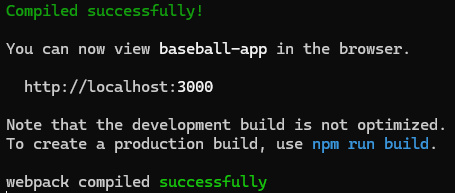 Compiled successfully!
You can now view baseball-app in the browser.
http://localhost:3000
Note that the development build is not optimized.
To create a production build, use npm run build.
webpack compiled successfully